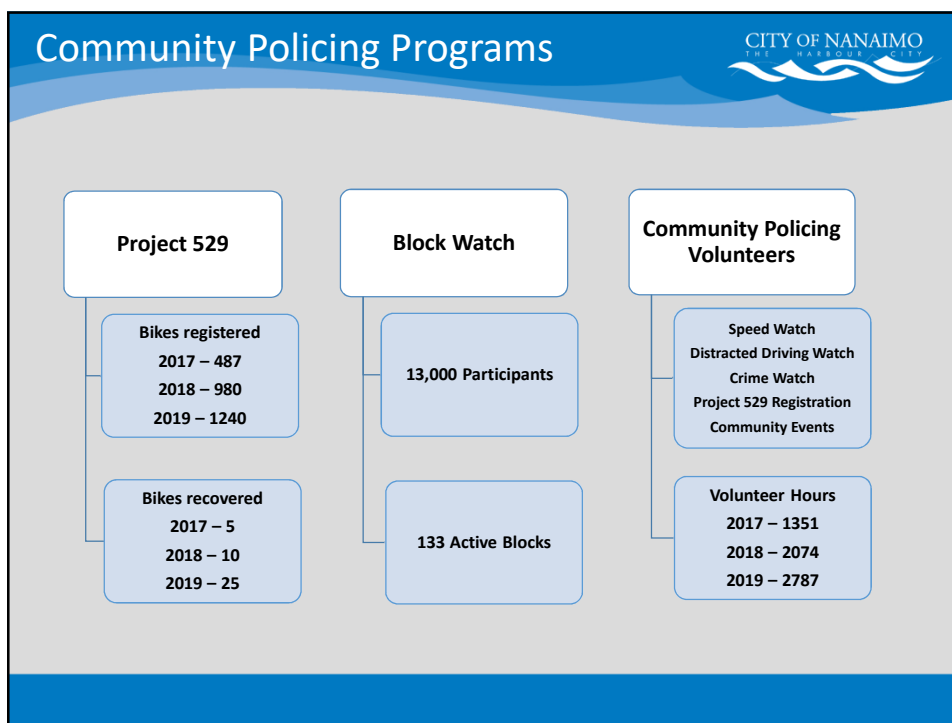 Community Policing Programs
CITY OF NANAIMO
THE HARBOUR CITY
Project 529
Bikes registered
2017 – 487
2018 – 980
2019 – 1240
Bikes recovered
2017 – 5
2018 – 10
2019 – 25
Block Watch
13,000 Participants
133 Active Blocks
Community Policing
Volunteers
Speed Watch
Distracted Driving Watch
Crime Watch
Project 529 Registration
Community Events
Volunteer Hours
2017 – 1351
2018 – 2074
2019 – 2787